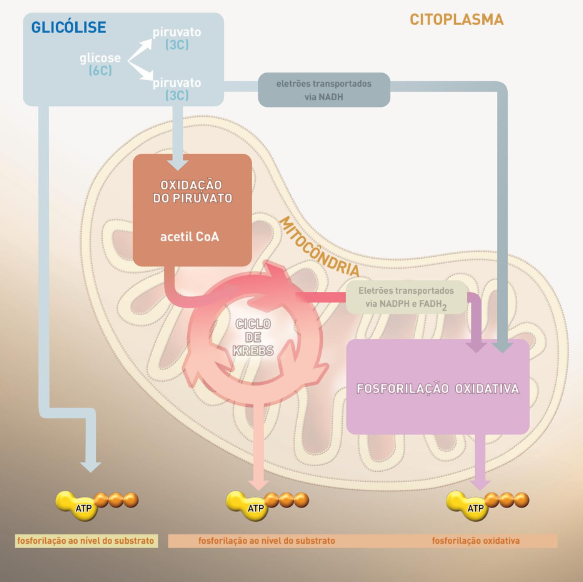 GLICÓLISE
CITOPLASMA
piruvato
(3C)
glicose
(6C)
piruvato
(3C)
eletrões transportados
via NADH
OXIDAÇÃO
DO PIRUVATO
acetil CoA
MITOCÔNDRIA
Eletrões transportados
via NADPH e FADH2
CICLO
DE
KREBS
FOSFORILAÇÃO OXIDATIVA
ATP
ATP
ATP
fosforilação ao nível do substrato
fosforilação ao nível do substrato
fosforilação oxidativa